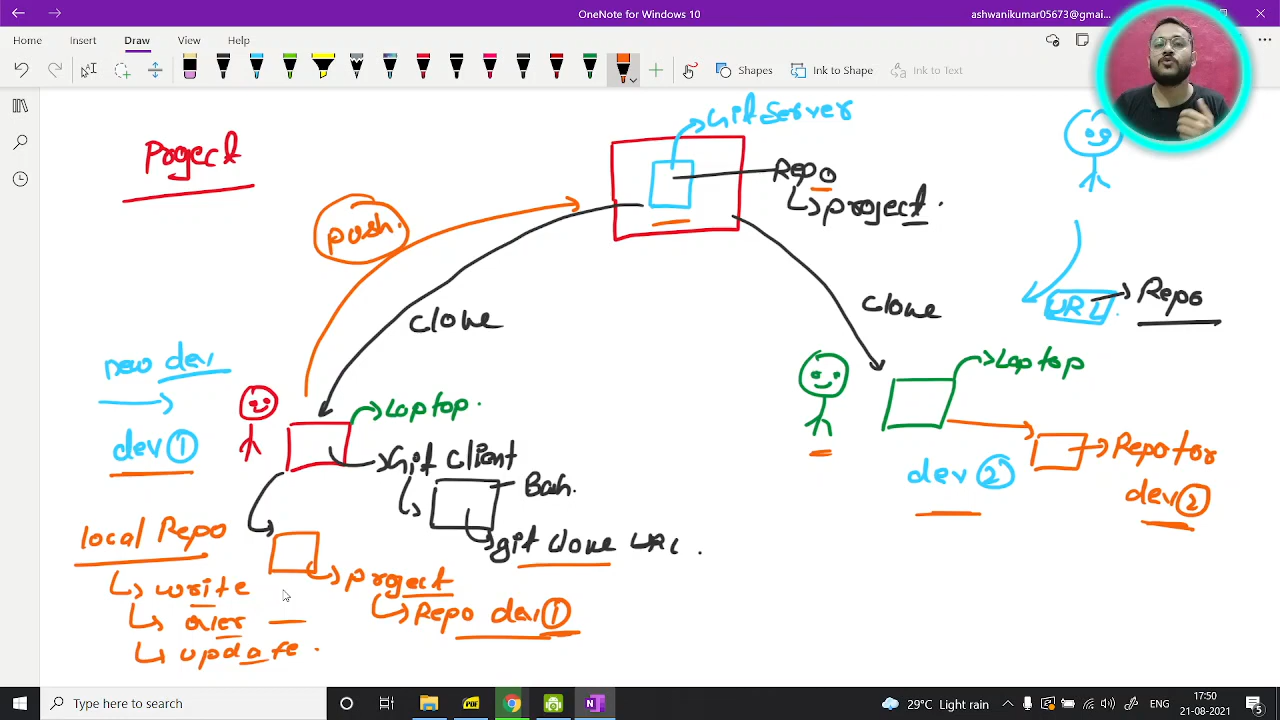 OneNote for Windows 10
ashwanikumar05673@gmai...
Home
Insert
Draw
View
Help
Shapes
Ink to Shape
Ink to Text
Project
Git Server
Repo
project.
push.
clone
clone
URL
Repo
new dev
dev 1
Laptop.
Laptop
Git Client
Bash.
git clone URL.
dev 2
Repo for
dev 2
local Repo
write
over
update.
project
Repo dev 1
Type here to search
29°C Light rain
ENG
17:50
21-08-2021
5